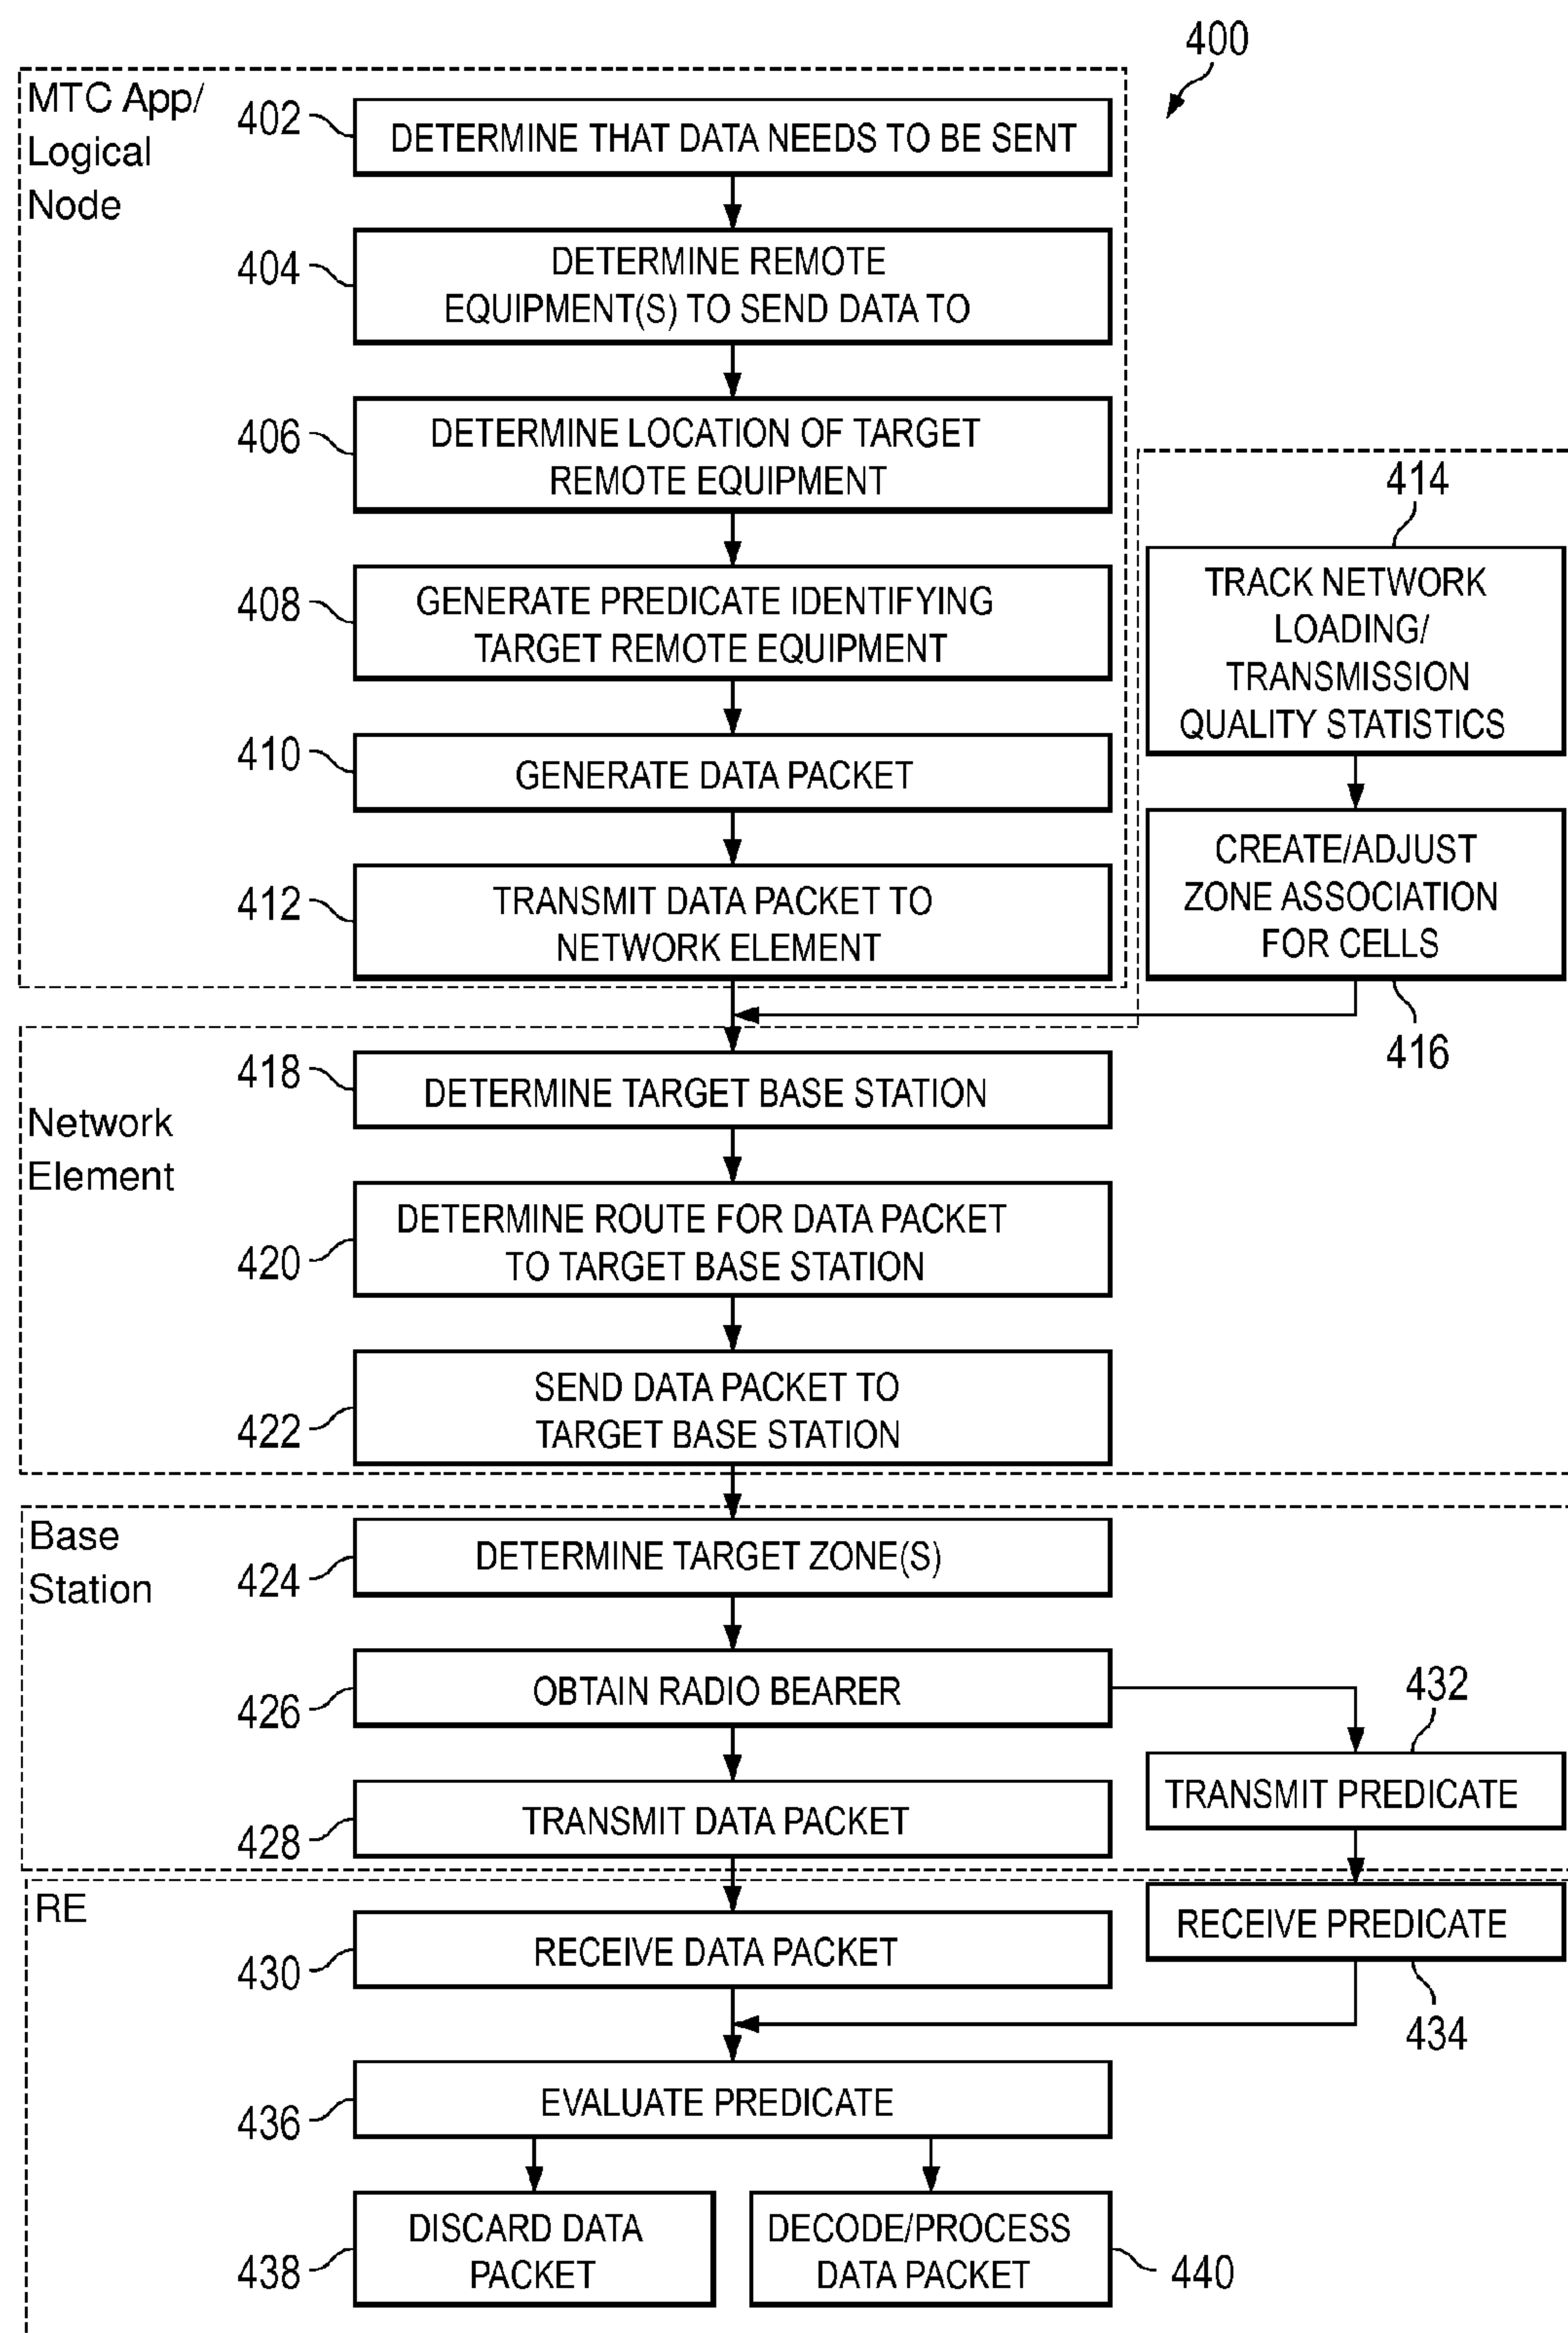 400
MTC App/
Logical
Node
402
DETERMINE THAT DATA NEEDS TO BE SENT
404
DETERMINE REMOTE
EQUIPMENT(S) TO SEND DATA TO
406
DETERMINE LOCATION OF TARGET
REMOTE EQUIPMENT
408
GENERATE PREDICATE IDENTIFYING
TARGET REMOTE EQUIPMENT
410
GENERATE DATA PACKET
412
TRANSMIT DATA PACKET TO
NETWORK ELEMENT
414
TRACK NETWORK
LOADING/
TRANSMISSION
QUALITY STATISTICS
CREATE/ADJUST
ZONE ASSOCIATION
FOR CELLS
416
Network
Element
418
DETERMINE TARGET BASE STATION
420
DETERMINE ROUTE FOR DATA PACKET
TO TARGET BASE STATION
422
SEND DATA PACKET TO
TARGET BASE STATION
Base
Station
424
DETERMINE TARGET ZONE(S)
426
OBTAIN RADIO BEARER
428
TRANSMIT DATA PACKET
432
TRANSMIT PREDICATE
RE
430
RECEIVE DATA PACKET
RECEIVE PREDICATE
434
436
EVALUATE PREDICATE
438
DISCARD DATA
PACKET
DECODE/PROCESS
DATA PACKET
440